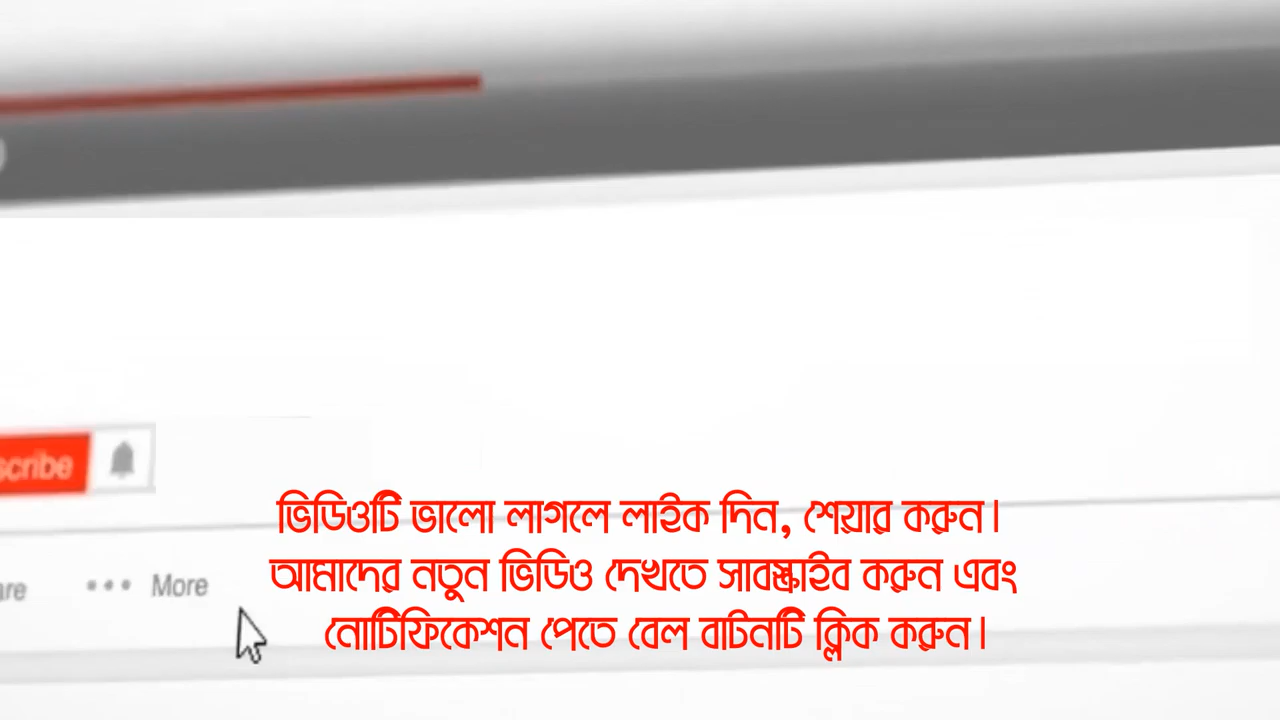 scribe
More
ভিডিওটি ভালো লাগলে লাইক দিন, শেয়ার করুন।
আমাদের নতুন ভিডিও দেখতে সাবস্ক্রাইব করুন এবং
নোটিফিকেশন পেতে বেল বাটনটি ক্লিক করুন।